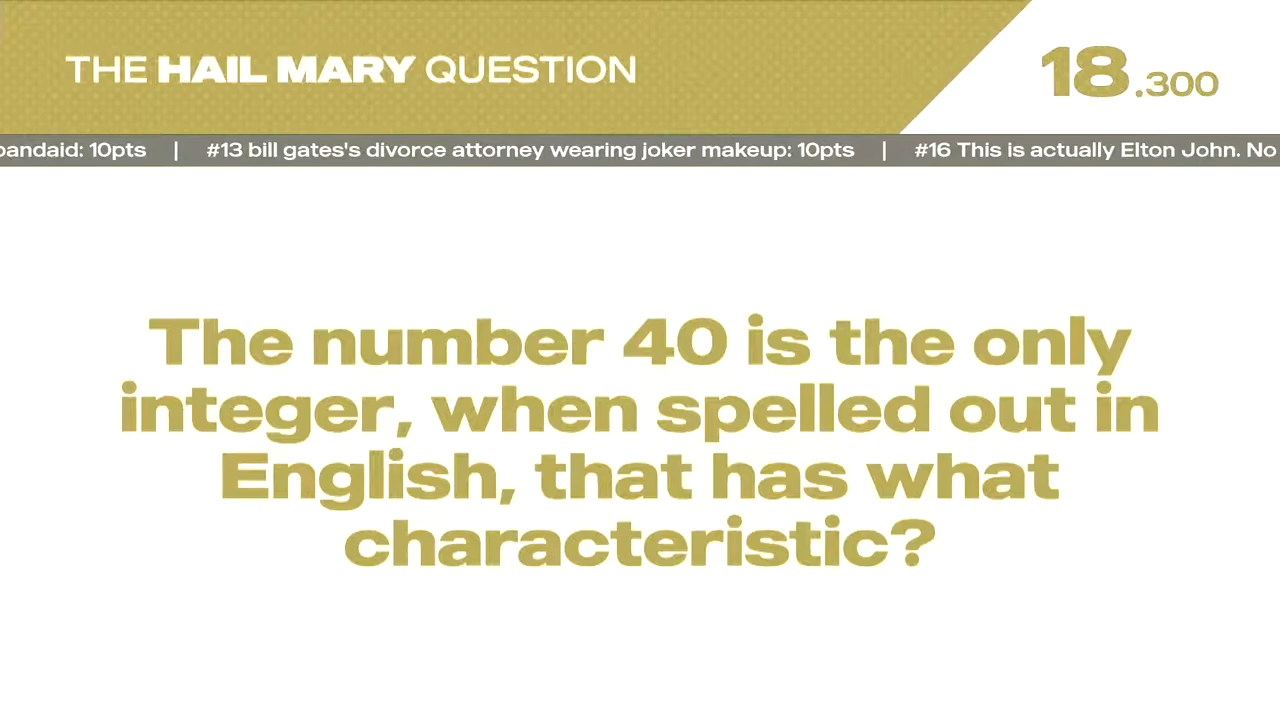 THE HAIL MARY QUESTION
18.300
bandaid: 10pts | #13 bill gates's divorce attorney wearing joker makeup: 10pts | #16 This is actually Elton John. No
The number 40 is the only
integer, when spelled out in
English, that has what
characteristic?